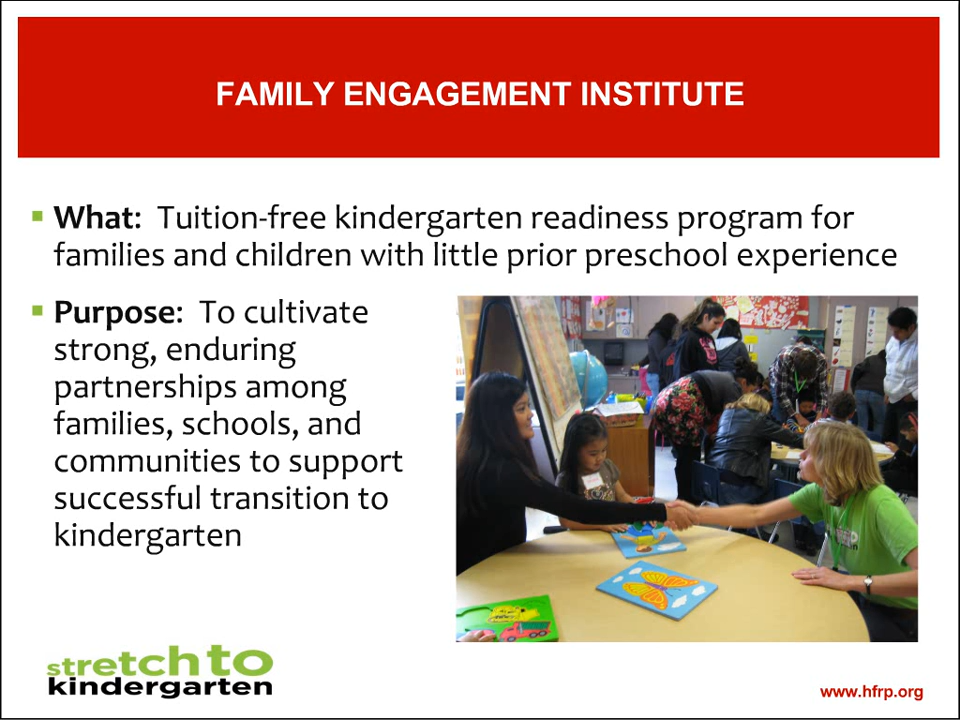 FAMILY ENGAGEMENT INSTITUTE
▪ What: Tuition-free kindergarten readiness program for
families and children with little prior preschool experience
▪ Purpose: To cultivate
strong, enduring
partnerships among
families, schools, and
communities to support
successful transition to
kindergarten
stretch to
kindergarten
www.hfrp.org